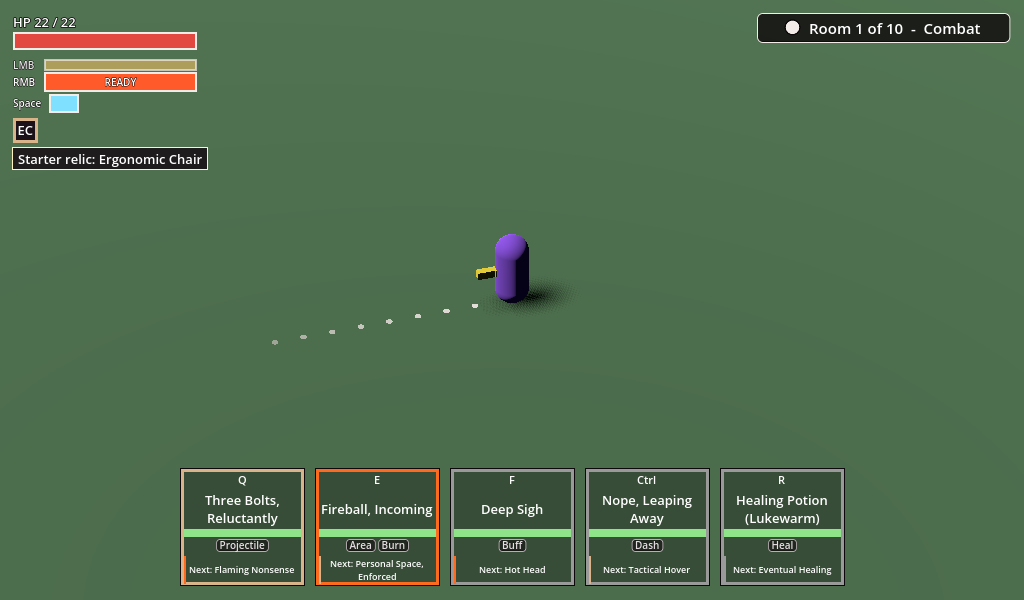 HP 22 / 22
Room 1 of 10 - Combat
LMB
RMB READY
Space
EC
Starter relic: Ergonomic Chair
Q
Three Bolts,
Reluctantly
Projectile
Next: Flaming Nonsense
E
Fireball, Incoming
Area Burn
Next: Personal Space,
Enforced
F
Deep Sigh
Buff
Next: Hot Head
Ctrl
Nope, Leaping
Away
Dash
Next: Tactical Hover
R
Healing Potion
(Lukewarm)
Heal
Next: Eventual Healing